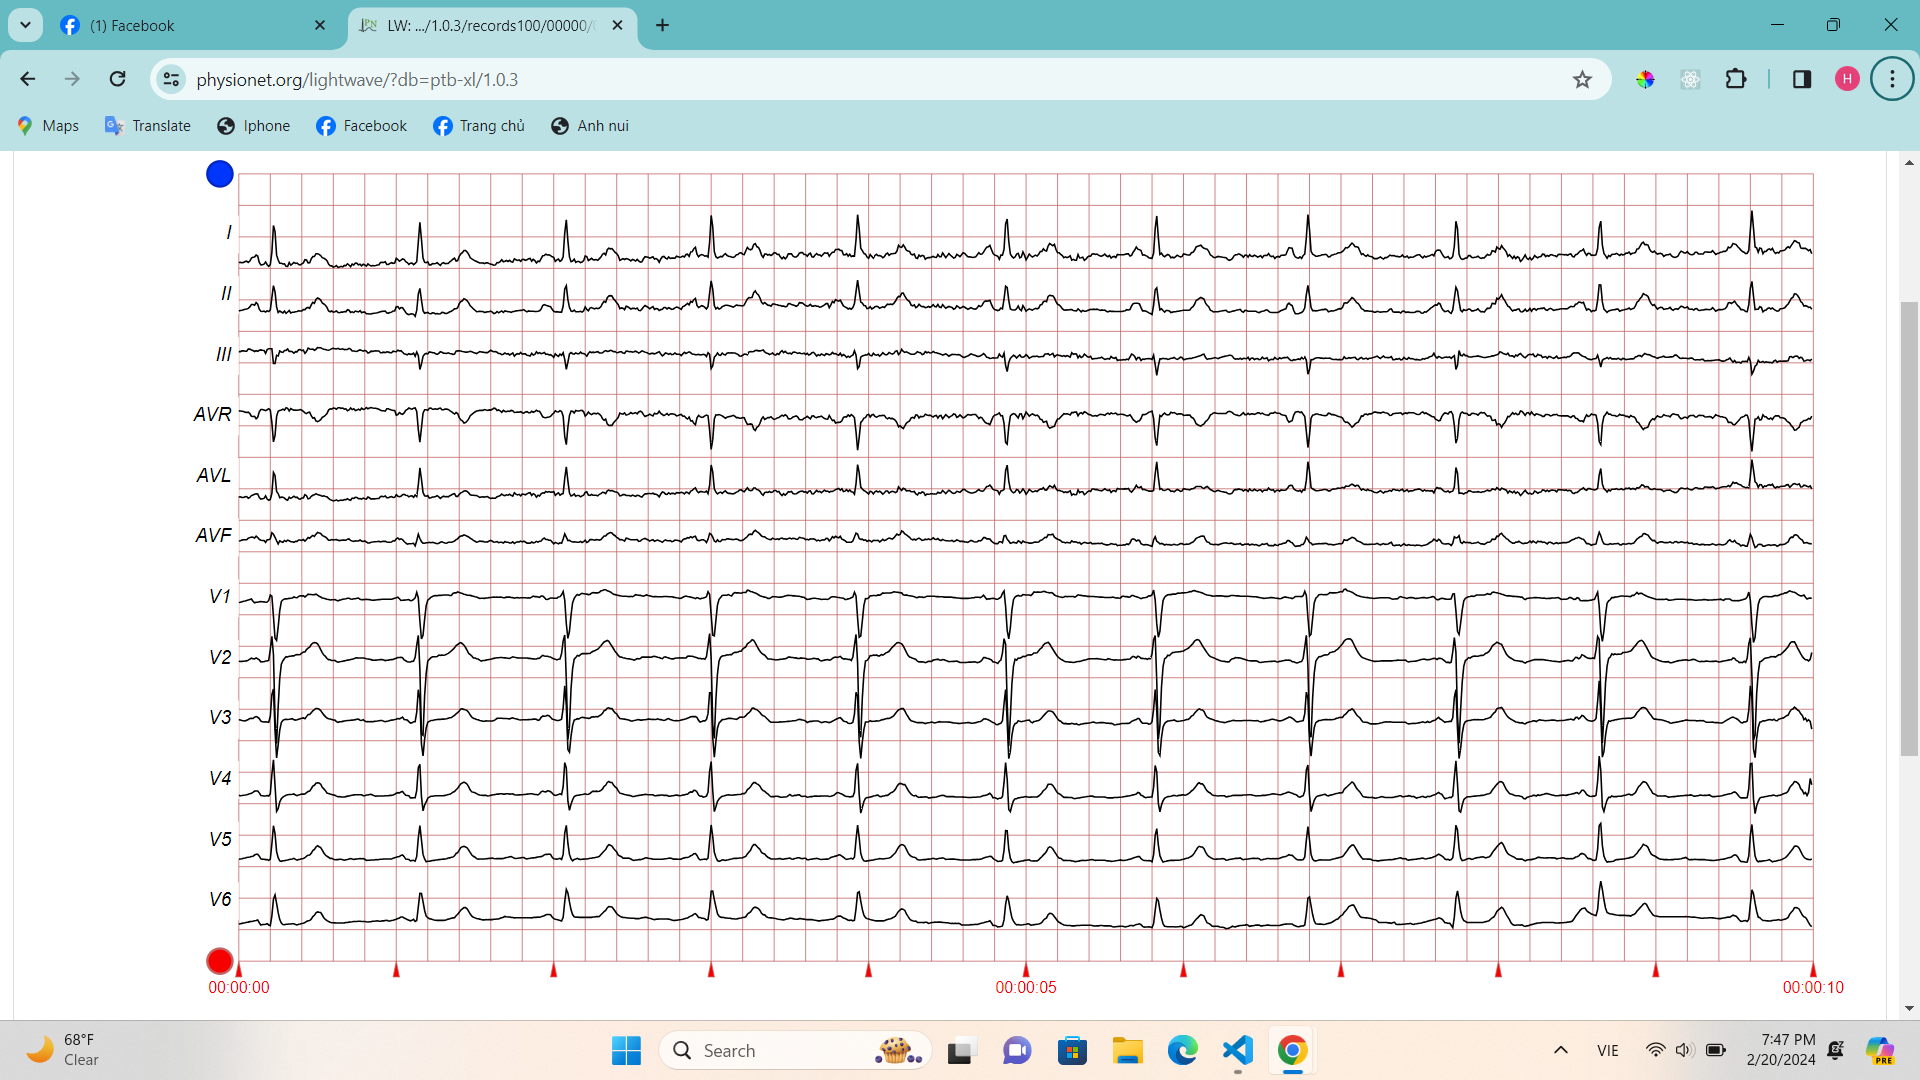 (1) Facebook
LW: .../1.0.3/records100/00000/
physionet.org/lightwave/?db=ptb-xl/1.0.3
H
Maps
Translate
Iphone
Facebook
Trang chủ
Anh nui
I
II
III
AVR
AVL
AVF
V1
V2
V3
V4
V5
V6
00:00:00
00:00:05
00:00:10
68°F
Clear
Search
VIE
7:47 PM
2/20/2024
PRE